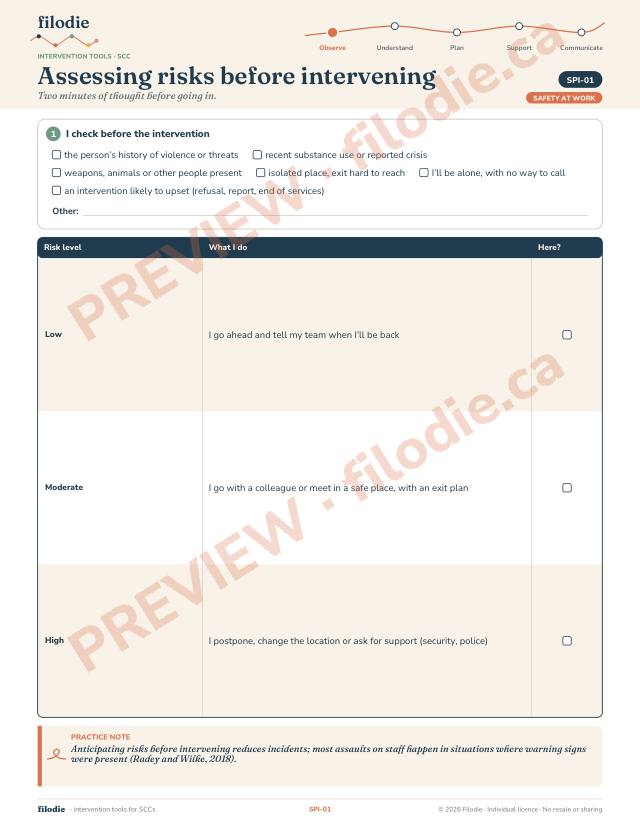 filodie
Observe Understand Plan Support Communicate
INTERVENTION TOOLS · SCC
Assessing risks before intervening
SPI-01
Two minutes of thought before going in.
SAFETY AT WORK
1 I check before the intervention
the person's history of violence or threats recent substance use or reported crisis
weapons, animals or other people present isolated place, exit hard to reach I'll be alone, with no way to call
an intervention likely to upset (refusal, report, end of services)
Other:
Risk level What I do Here?
Low I go ahead and tell my team when I'll be back
Moderate I go with a colleague or meet in a safe place, with an exit plan
High I postpone, change the location or ask for support (security, police)
PREVIEW · filodie.ca
PREVIEW · filodie.ca
PRACTICE NOTE
Anticipating risks before intervening reduces incidents; most assaults on staff happen in situations where warning signs
were present (Radey and Wilke, 2018).
filodie · intervention tools for SCCs SPI-01 © 2026 Filodie · Individual licence · No resale or sharing